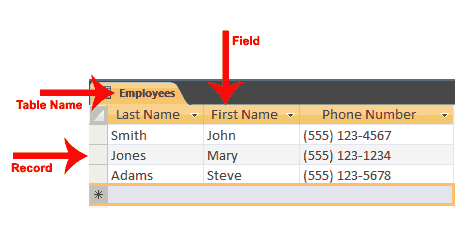 Field
Employees
Table Name
Last Name First Name Phone Number
Smith John (555) 123-4567
Record
Jones Mary (555) 123-1234
Adams Steve (555) 123-5678